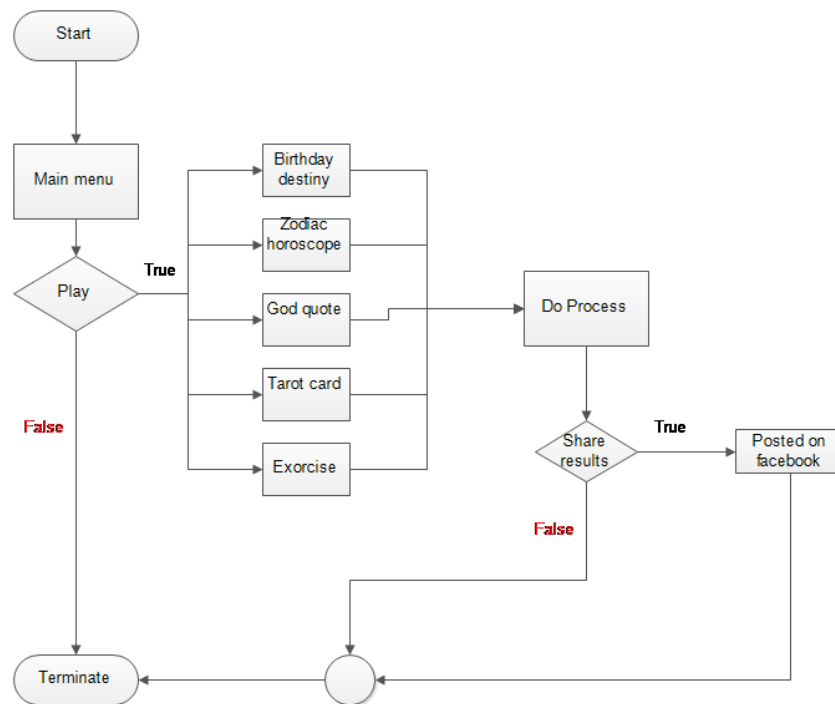 Start
Main menu
Play
True
False
Birthday
destiny
Zodiac
horoscope
God quote
Tarot card
Exorcise
Do Process
Share
results
True
False
Posted on
facebook
Terminate